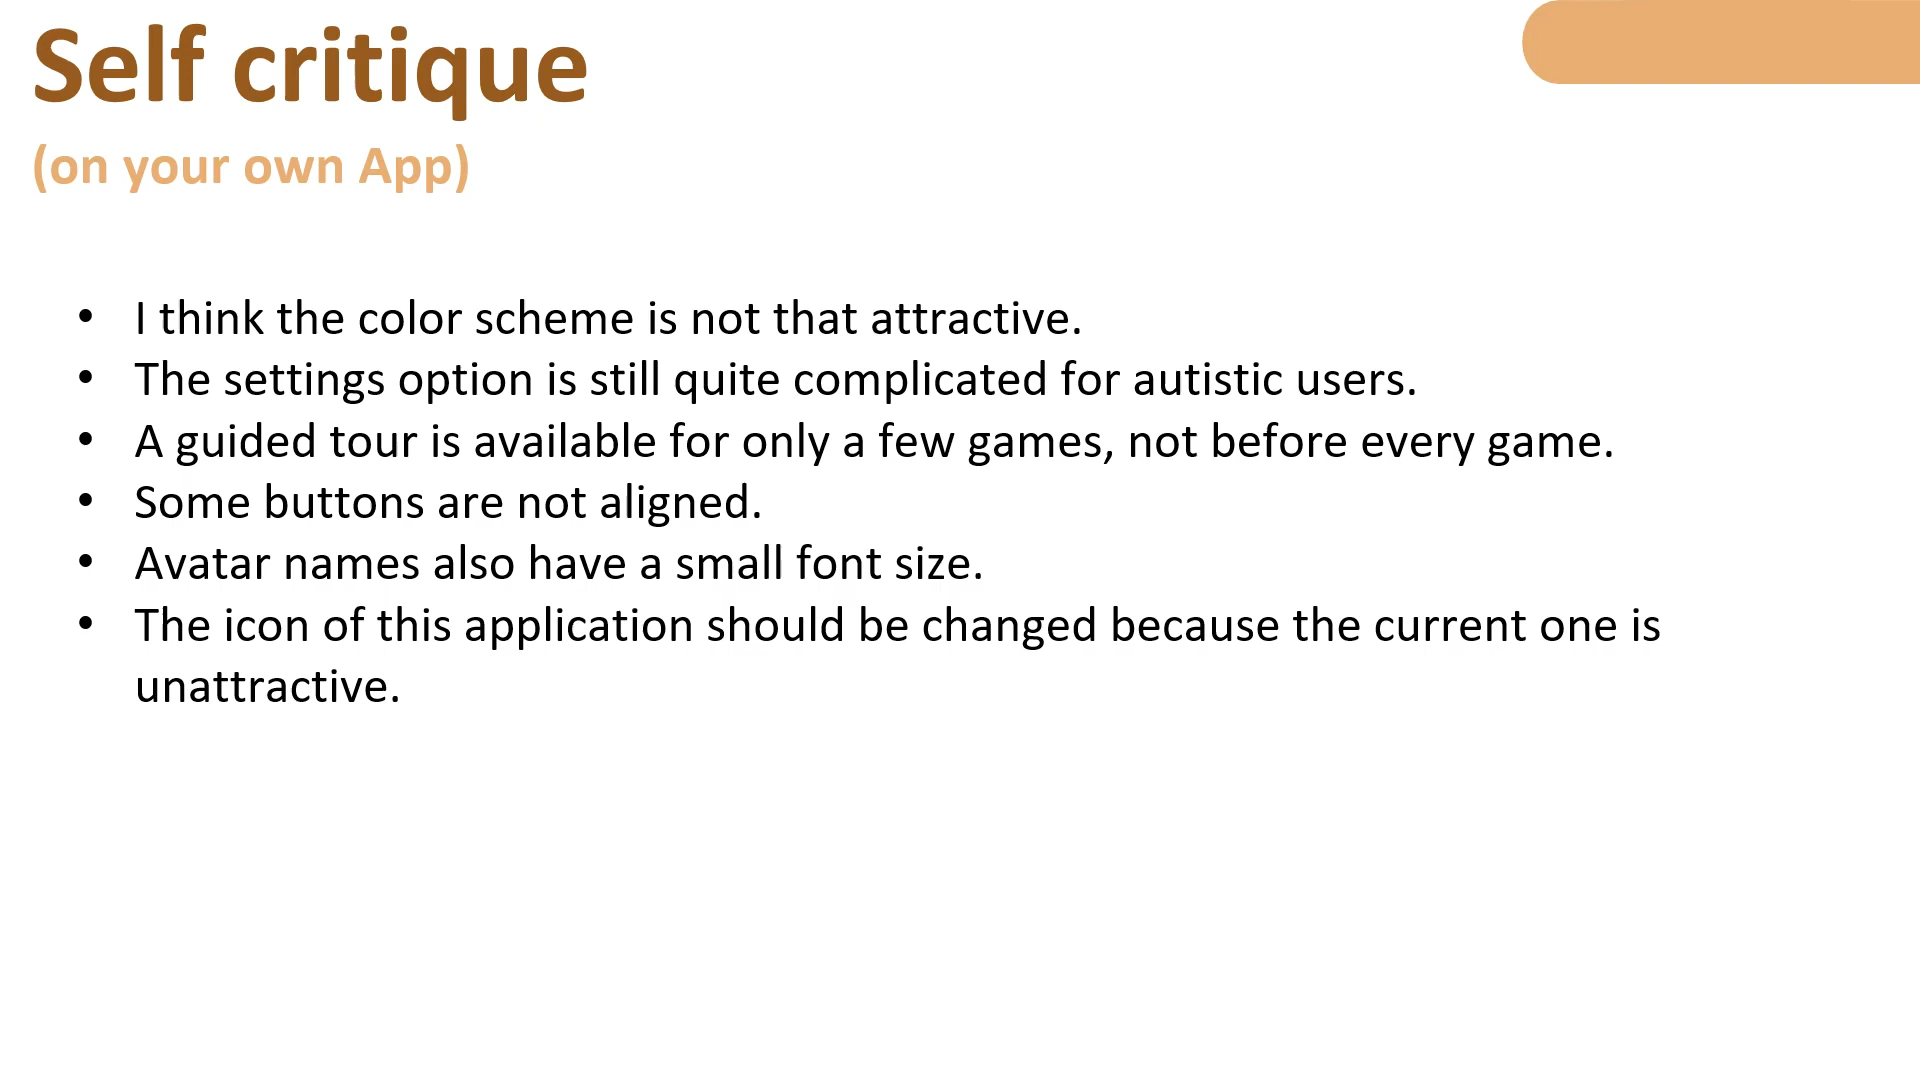 Self critique
(on your own App)
• I think the color scheme is not that attractive.
• The settings option is still quite complicated for autistic users.
• A guided tour is available for only a few games, not before every game.
• Some buttons are not aligned.
• Avatar names also have a small font size.
• The icon of this application should be changed because the current one is
unattractive.